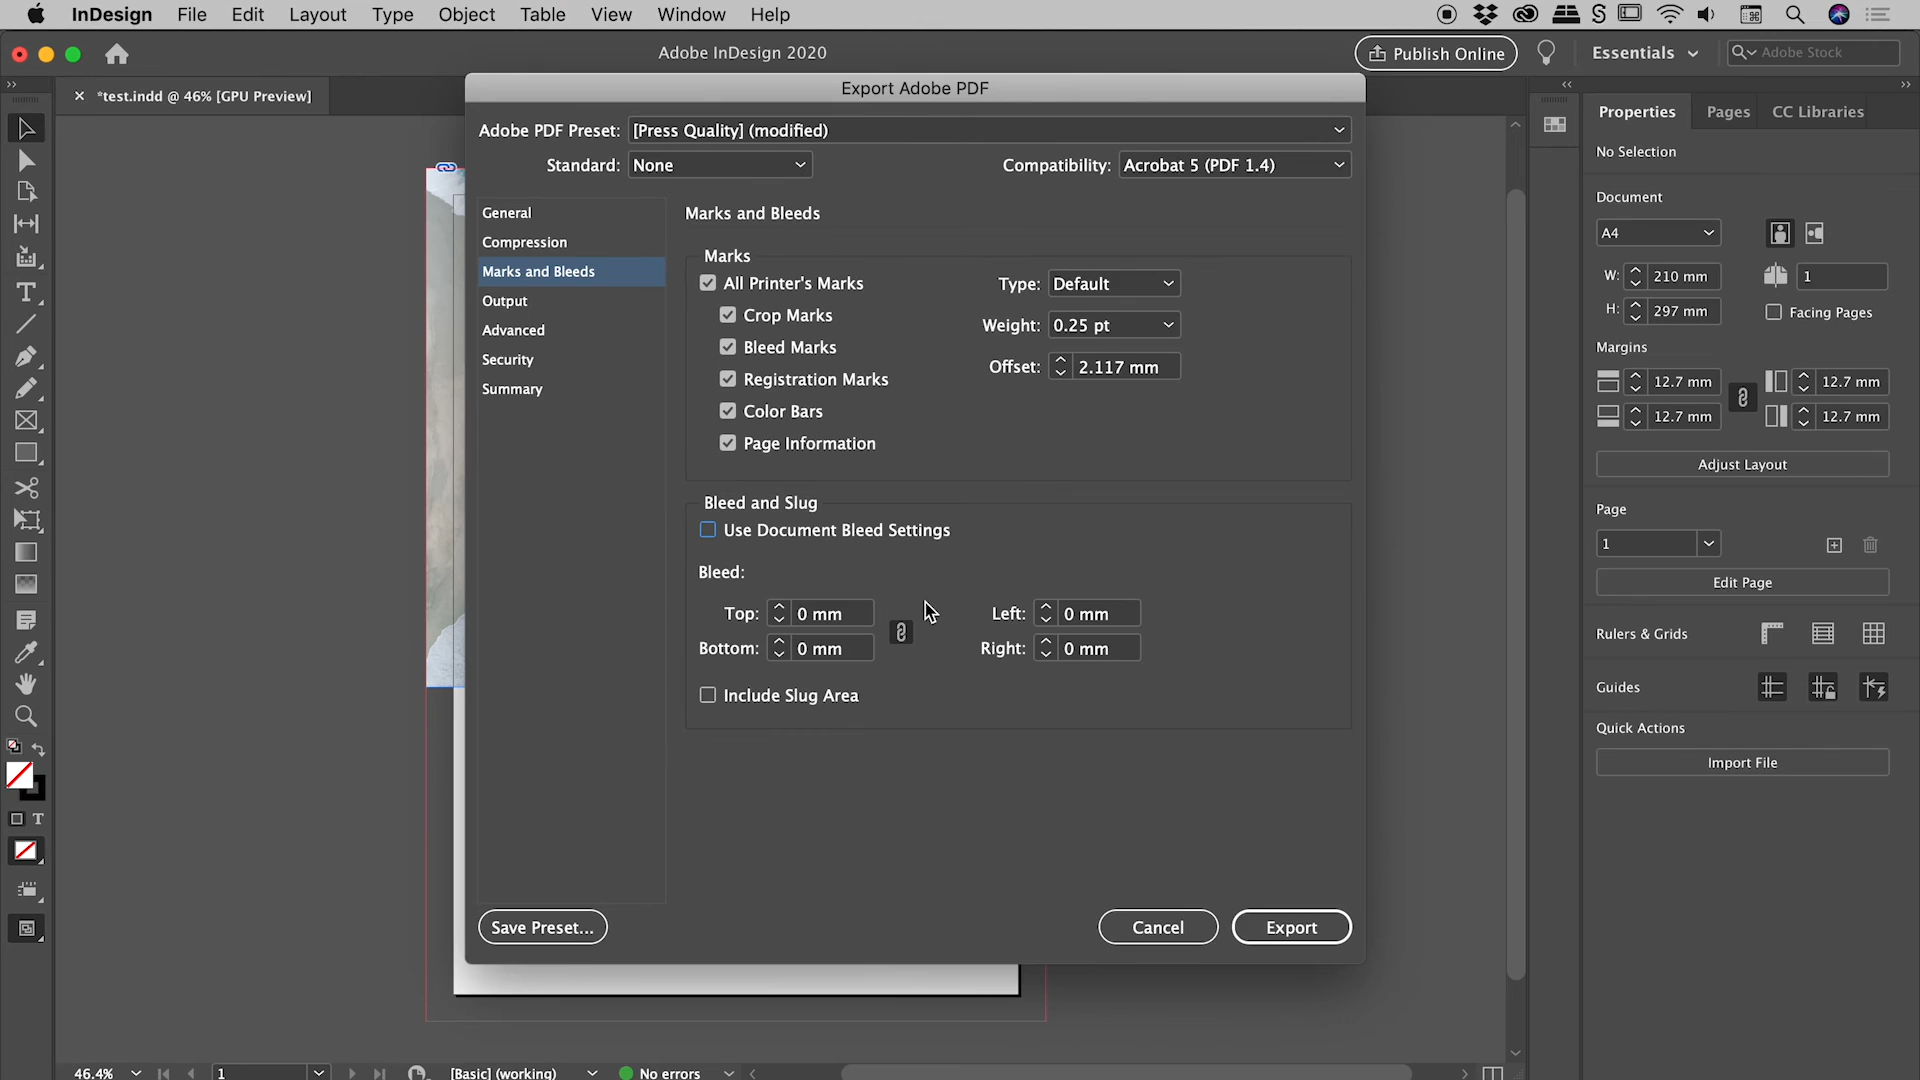 InDesign File Edit Layout Type Object Table View Window Help
Adobe InDesign 2020
Publish Online
Essentials
Adobe Stock
*test.indd @ 46% [GPU Preview]
Export Adobe PDF
Adobe PDF Preset: [Press Quality] (modified)
Standard: None
Compatibility: Acrobat 5 (PDF 1.4)
General
Compression
Marks and Bleeds
Output
Advanced
Security
Summary
Marks and Bleeds
Marks
All Printer's Marks
Crop Marks
Bleed Marks
Registration Marks
Color Bars
Page Information
Type: Default
Weight: 0.25 pt
Offset: 2.117 mm
Bleed and Slug
Use Document Bleed Settings
Bleed:
Top: 0 mm
Bottom: 0 mm
Left: 0 mm
Right: 0 mm
Include Slug Area
Save Preset...
Cancel
Export
Properties Pages CC Libraries
No Selection
Document
A4
W: 210 mm
1
H: 297 mm
Facing Pages
Margins
12.7 mm 12.7 mm
12.7 mm 12.7 mm
Adjust Layout
Page
1
Edit Page
Rulers & Grids
Guides
Quick Actions
Import File
46.4%
1
[Basic] (working)
No errors